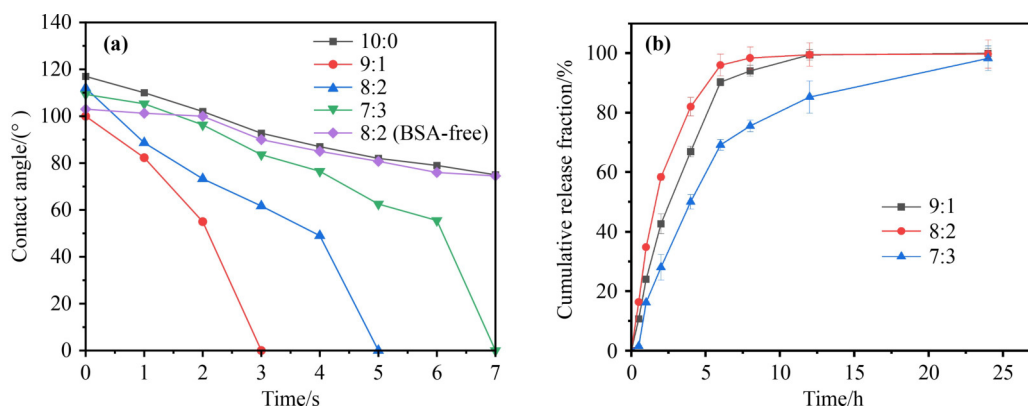 (a)
10:0
9:1
8:2
7:3
8:2 (BSA-free)
Contact angle/(°)
140
120
100
80
60
40
20
0
0 1 2 3 4 5 6 7
Time/s
(b)
9:1
8:2
7:3
Cumulative release fraction/%
100
80
60
40
20
0
0 5 10 15 20 25
Time/h